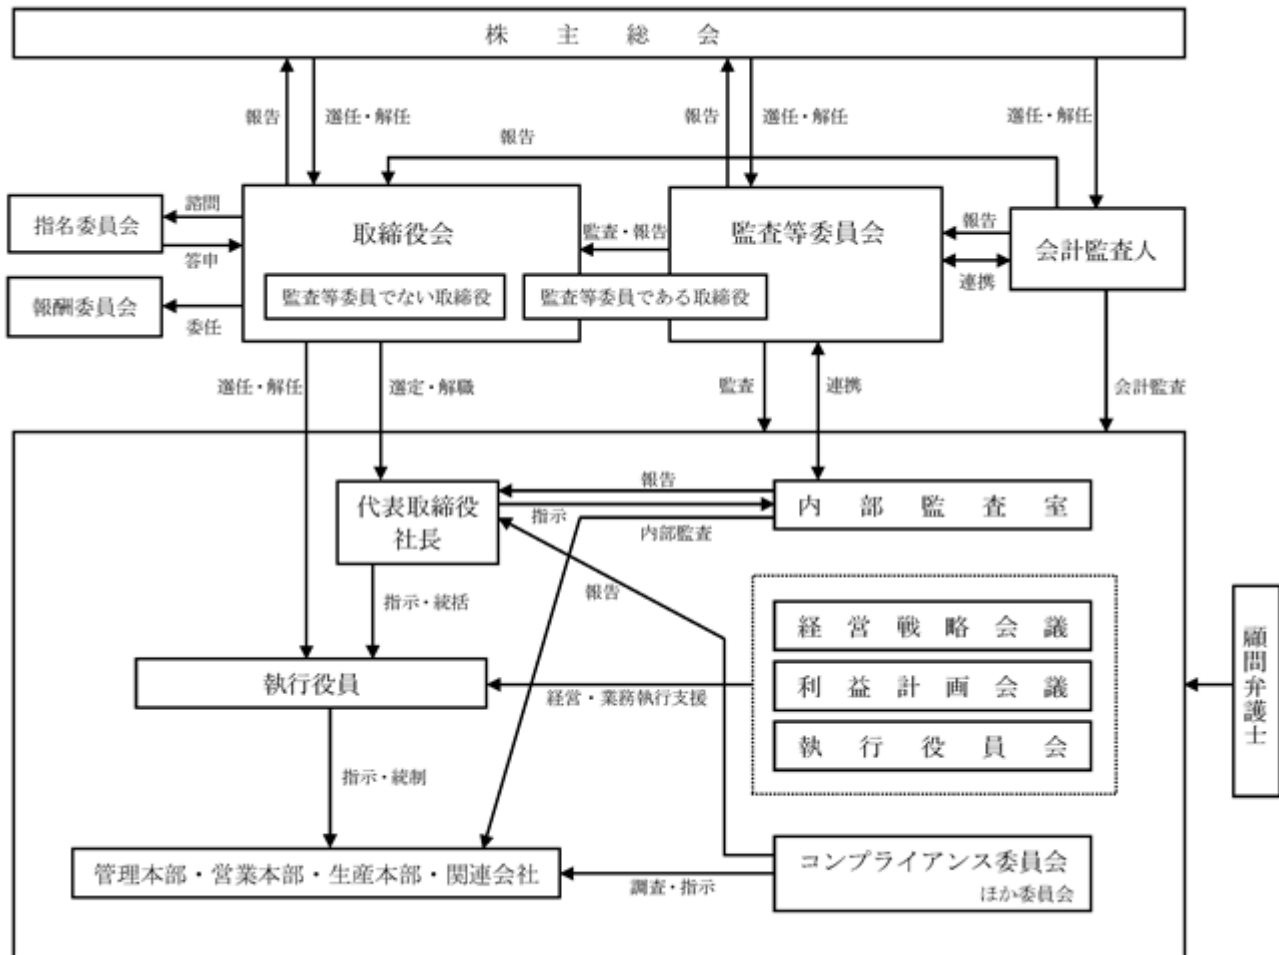 株主総会
報告
選任・解任
報告
選任・解任
選任・解任
報告
指名委員会
諮問
答申
報酬委員会
委任
取締役会
監査等委員でない取締役
監査・報告
監査等委員会
監査等委員である取締役
報告
連携
会計監査人
選任・解任
選定・解職
監査
連携
会計監査
代表取締役
社長
報告
指示
内部監査
内部監査室
指示・統括
報告
経営戦略会議
利益計画会議
執行役員会
執行役員
経営・業務執行支援
顧問弁護士
指示・統制
管理本部・営業本部・生産本部・関連会社
調査・指示
コンプライアンス委員会
ほか委員会